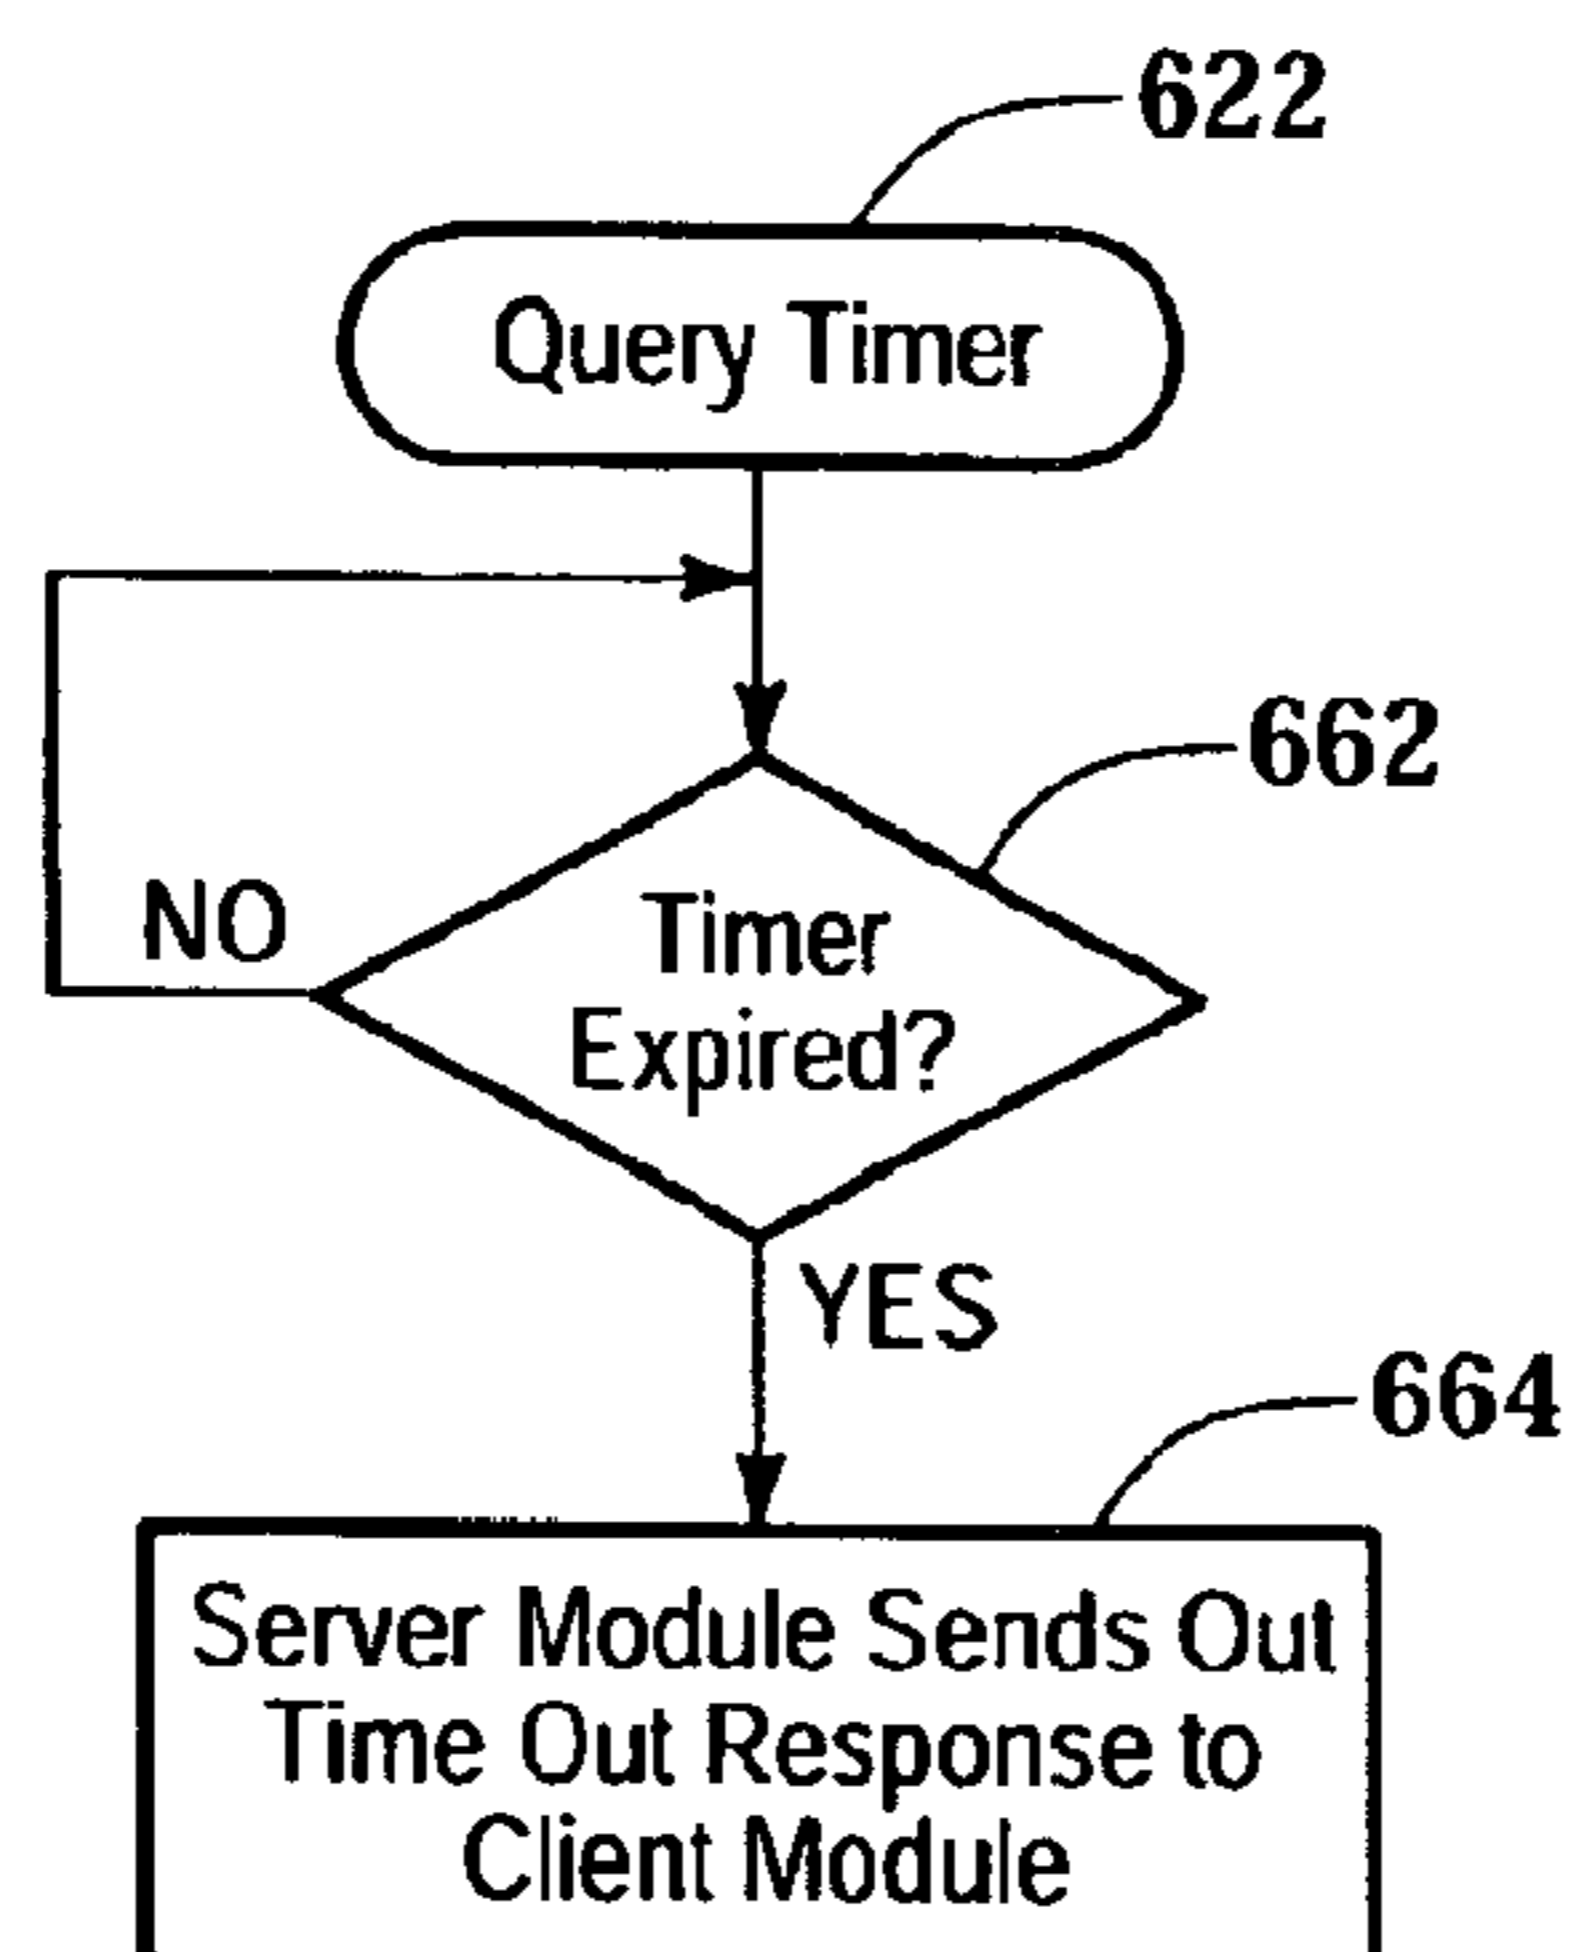 622
Query Timer
662
NO
Timer
Expired?
YES
664
Server Module Sends Out
Time Out Response to
Client Module